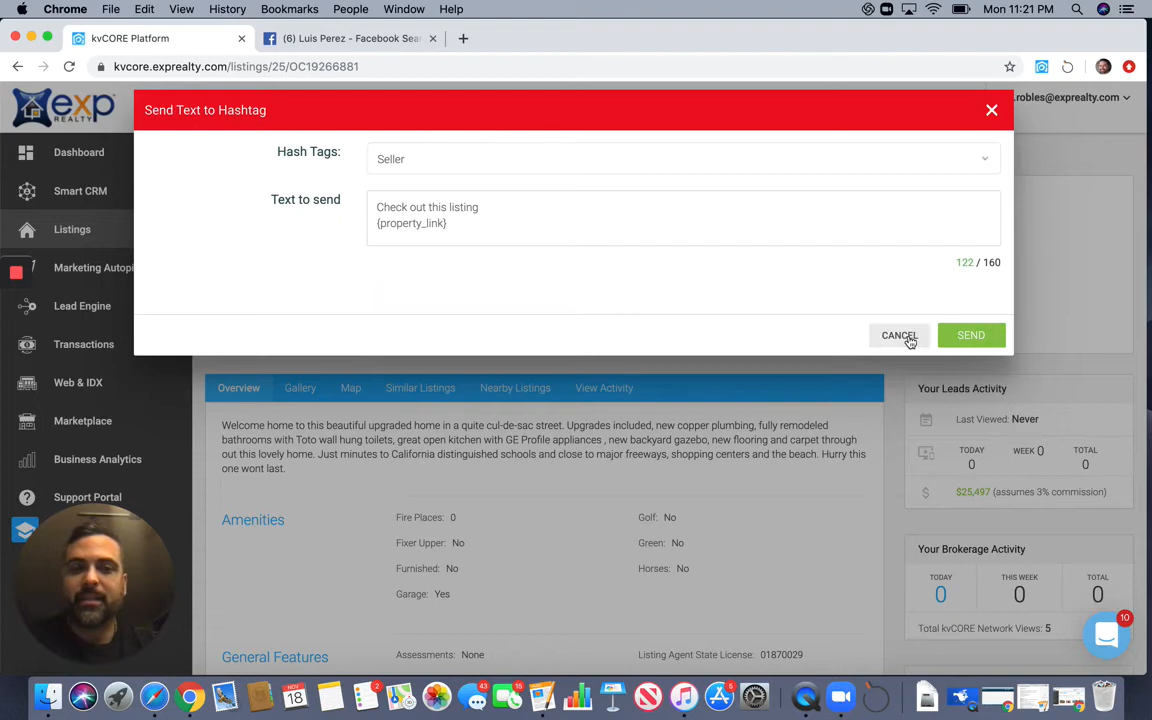 Chrome File Edit View History Bookmarks People Window Help Mon 11:21 PM
kvCORE Platform (6) Luis Perez - Facebook Sea
kvcore.exprealty.com/listings/25/OC19266881
exp REALTY .robles@exprealty.com
Send Text to Hashtag
Hash Tags: Seller
Text to send Check out this listing
{property_link}
122 / 160
CANCEL SEND
Dashboard
Smart CRM
Listings
Marketing Autopi
Lead Engine
Transactions
Web & IDX
Marketplace
Business Analytics
Support Portal
Overview Gallery Map Similar Listings Nearby Listings View Activity
Welcome home to this beautiful upgraded home in a quite cul-de-sac street. Upgrades included, new copper plumbing, fully remodeled
bathrooms with Toto wall hung toilets, great open kitchen with GE Profile appliances , new backyard gazebo, new flooring and carpet through
out this lovely home. Just minutes to California distinguished schools and close to major freeways, shopping centers and the beach. Hurry this
one wont last.
Amenities
Fire Places: 0 Golf: No
Fixer Upper: No Green: No
Furnished: No Horses: No
Garage: Yes
General Features
Assessments: None Listing Agent State License: 01870029
Your Leads Activity
Last Viewed: Never
TODAY WEEK 0 TOTAL
0 0
$25,497 (assumes 3% commission)
Your Brokerage Activity
TODAY THIS WEEK TOTAL
0 0 0
Total kvCORE Network Views: 5
10
NOV
18
2
43
15
6